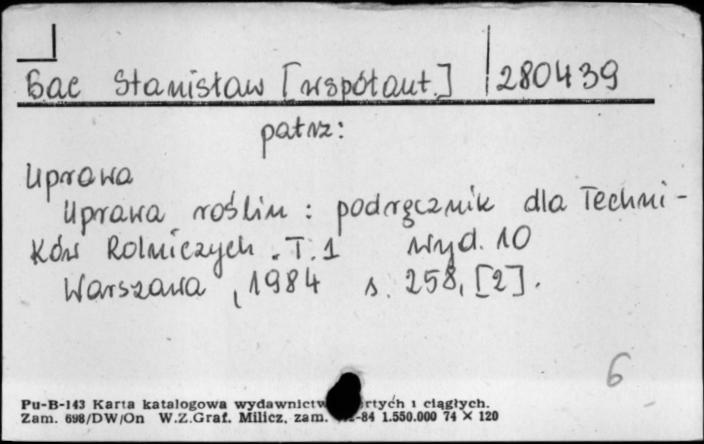 Bac Stanisław [współaut.] 280439
patrz:
Uprawa
Uprawa roślin : podręcznik dla Techni-
ków Rolniczych. T. 1 wyd. 10
Warszawa, 1984 s. 258, [2].
6
Pu-B-143 Karta katalogowa wydawnictw i ciągłych.
Zam. 698/DW/On W.Z.Graf. Milicz, zam. -84 1.550.000 74 × 120